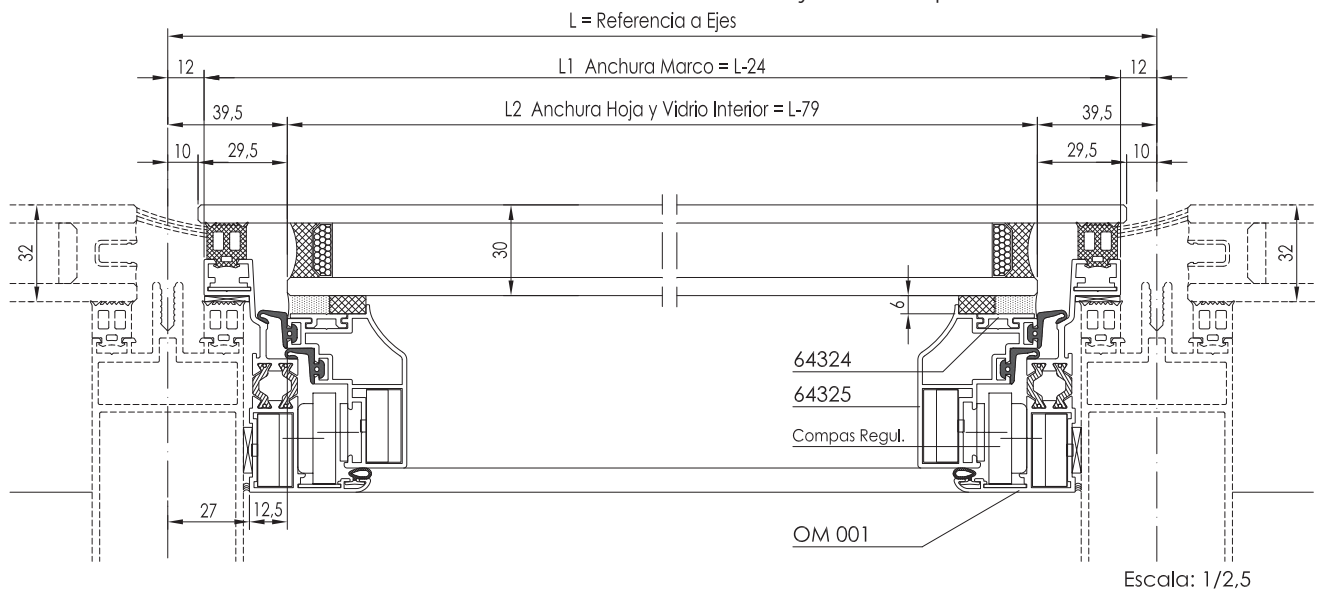 L = Referencia a Ejes
12
L1 Anchura Marco = L-24
12
39,5
L2 Anchura Hoja y Vidrio Interior = L-79
39,5
10
29,5
29,5
10
32
30
32
6
64324
64325
Compas Regul.
27
12,5
OM 001
Escala: 1/2,5